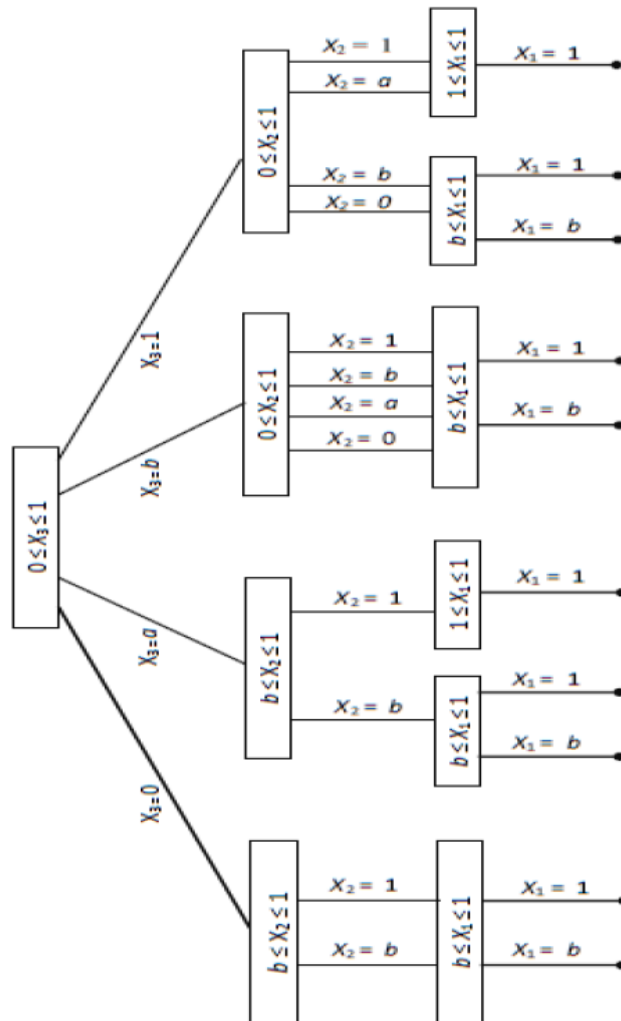 0 ≤ X₃ ≤ 1
X₃=1
X₃=b
X₃=a
X₃=0
0 ≤ X₂ ≤ 1
X₂ = 1
X₂ = a
X₂ = b
X₂ = 0
1 ≤ X₁ ≤ 1
X₁ = 1
b ≤ X₁ ≤ 1
X₁ = 1
X₁ = b
0 ≤ X₂ ≤ 1
X₂ = 1
X₂ = b
X₂ = a
X₂ = 0
b ≤ X₁ ≤ 1
X₁ = 1
X₁ = b
b ≤ X₂ ≤ 1
X₂ = 1
X₂ = b
1 ≤ X₁ ≤ 1
X₁ = 1
b ≤ X₁ ≤ 1
X₁ = 1
X₁ = b
b ≤ X₂ ≤ 1
X₂ = 1
X₂ = b
b ≤ X₁ ≤ 1
X₁ = 1
X₁ = b